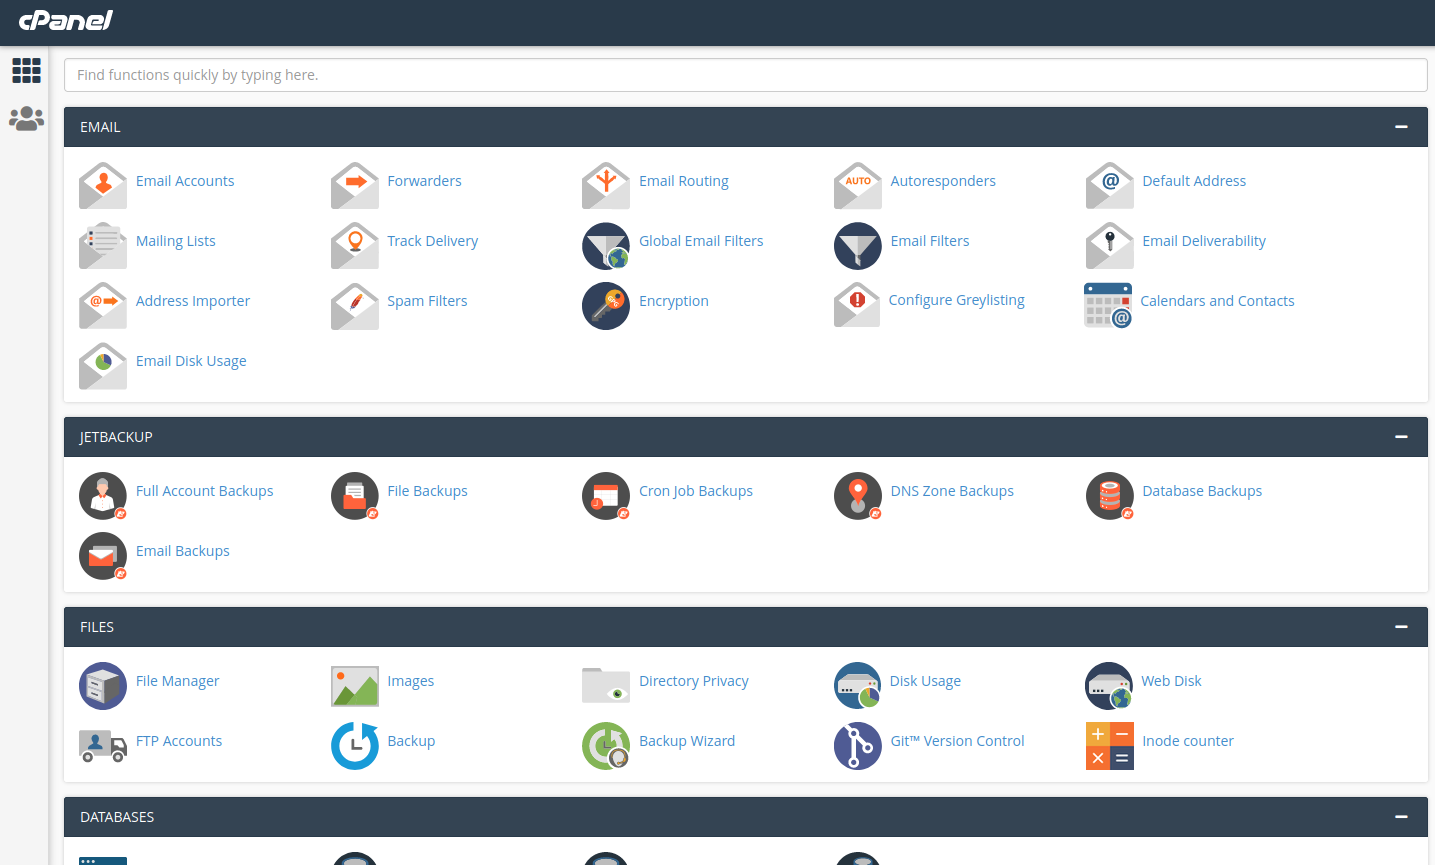 cPanel
Find functions quickly by typing here.
EMAIL
Email Accounts
Forwarders
Email Routing
AUTO
Autoresponders
@
Default Address
Mailing Lists
Track Delivery
Global Email Filters
Email Filters
Email Deliverability
@
Address Importer
Spam Filters
Encryption
Configure Greylisting
@
Calendars and Contacts
Email Disk Usage
JETBACKUP
Full Account Backups
File Backups
Cron Job Backups
DNS Zone Backups
Database Backups
Email Backups
FILES
File Manager
Images
Directory Privacy
Disk Usage
Web Disk
FTP Accounts
Backup
Backup Wizard
Git™ Version Control
Inode counter
DATABASES